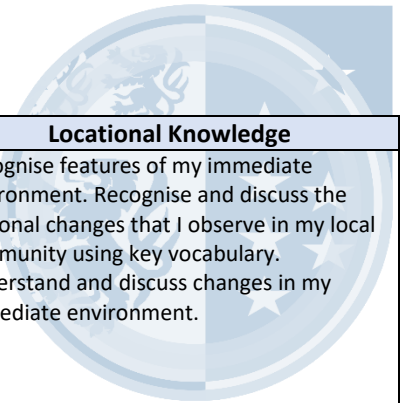 Locational Knowledge
ognise features of my immediate
ronment. Recognise and discuss the
onal changes that I observe in my local
munity using key vocabulary.
erstand and discuss changes in my
ediate environment.